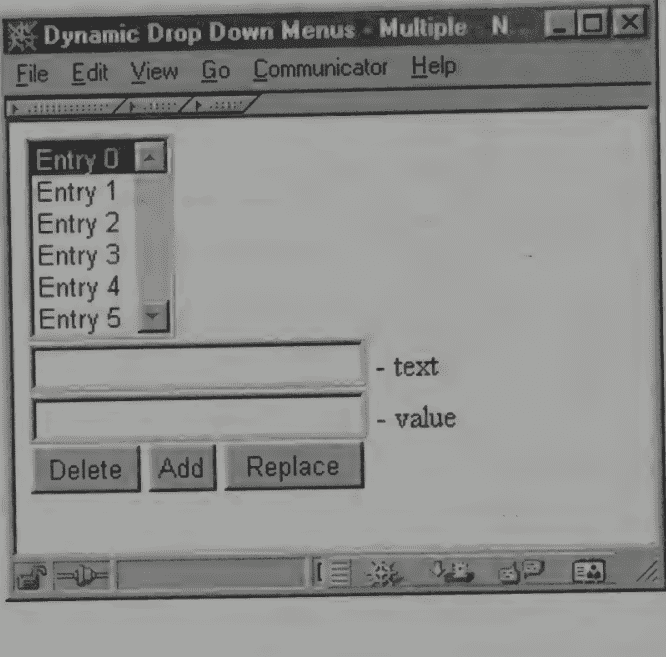 Dynamic Drop Down Menus - Multiple N...
File Edit View Go Communicator Help
Entry 0
Entry 1
Entry 2
Entry 3
Entry 4
Entry 5
- text
- value
Delete Add Replace